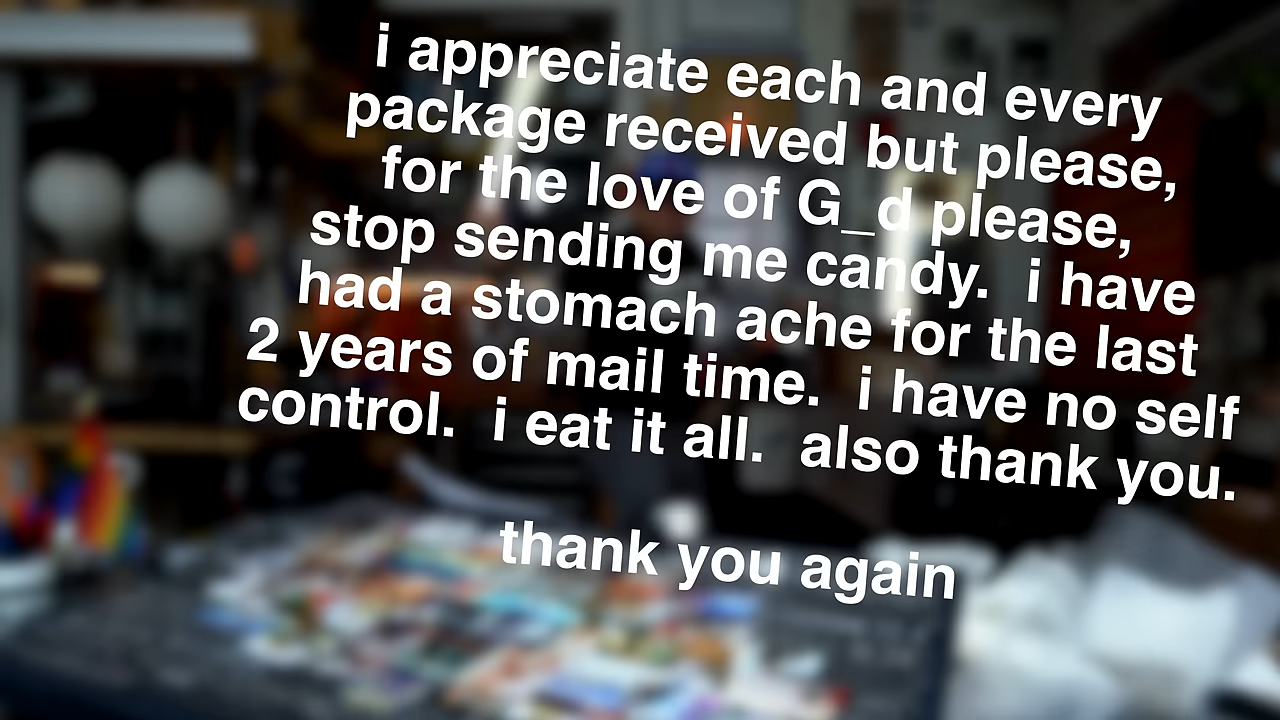 i appreciate each and every
package received but please,
for the love of G_d please,
stop sending me candy.  i have
had a stomach ache for the last
2 years of mail time.  i have no self
control.  i eat it all.  also thank you.
thank you again